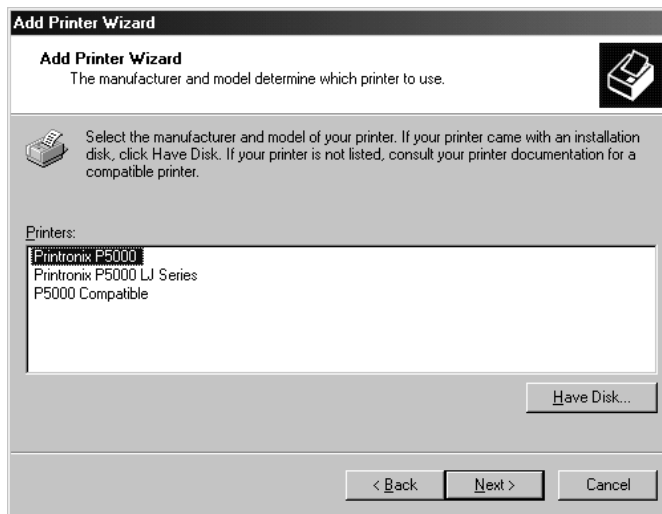 Add Printer Wizard
Add Printer Wizard
The manufacturer and model determine which printer to use.
Select the manufacturer and model of your printer. If your printer came with an installation
disk, click Have Disk. If your printer is not listed, consult your printer documentation for a
compatible printer.
Printers:
Printronix P5000
Printronix P5000 LJ Series
P5000 Compatible
Have Disk...
< Back
Next >
Cancel